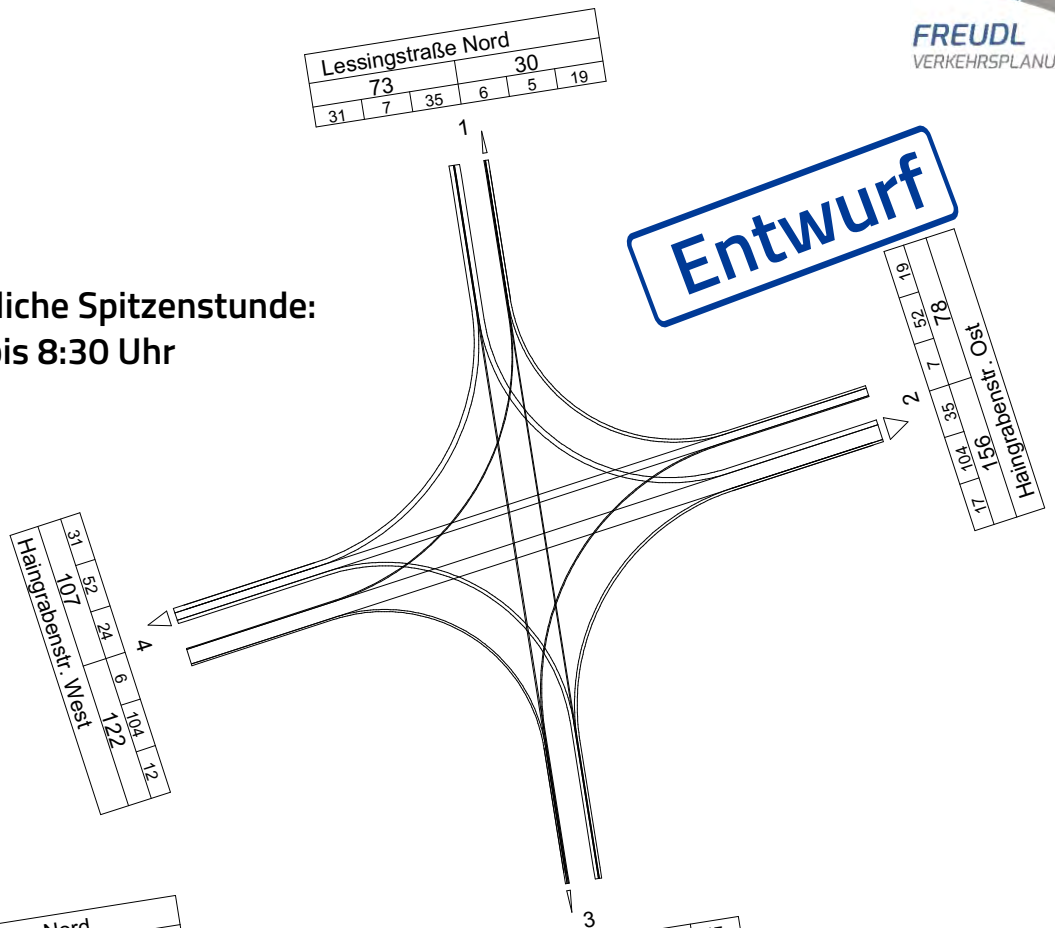 FREUDL
VERKEHRSPLANU
Lessingstraße Nord
73 30
31 7 35 6 5 19
1
Entwurf
liche Spitzenstunde:
bis 8:30 Uhr
19 52 7 35 104 17
78 156
Haingrabenstr. Ost
2
31 52 24 6 104 12
107 122
Haingrabenstr. West
4
3
Nord